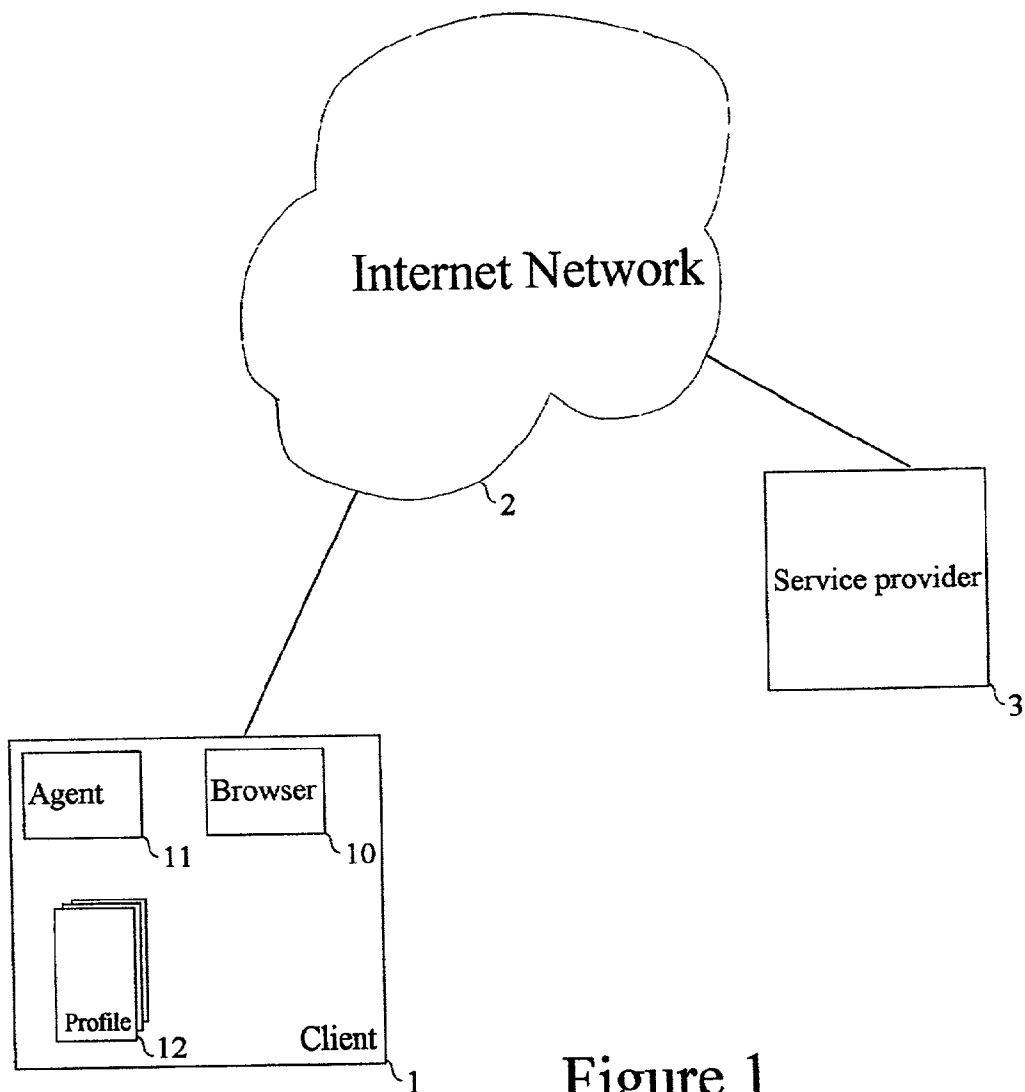 Internet Network
2
Service provider
3
Agent
11
Browser
10
Profile
12
Client
1
Figure 1